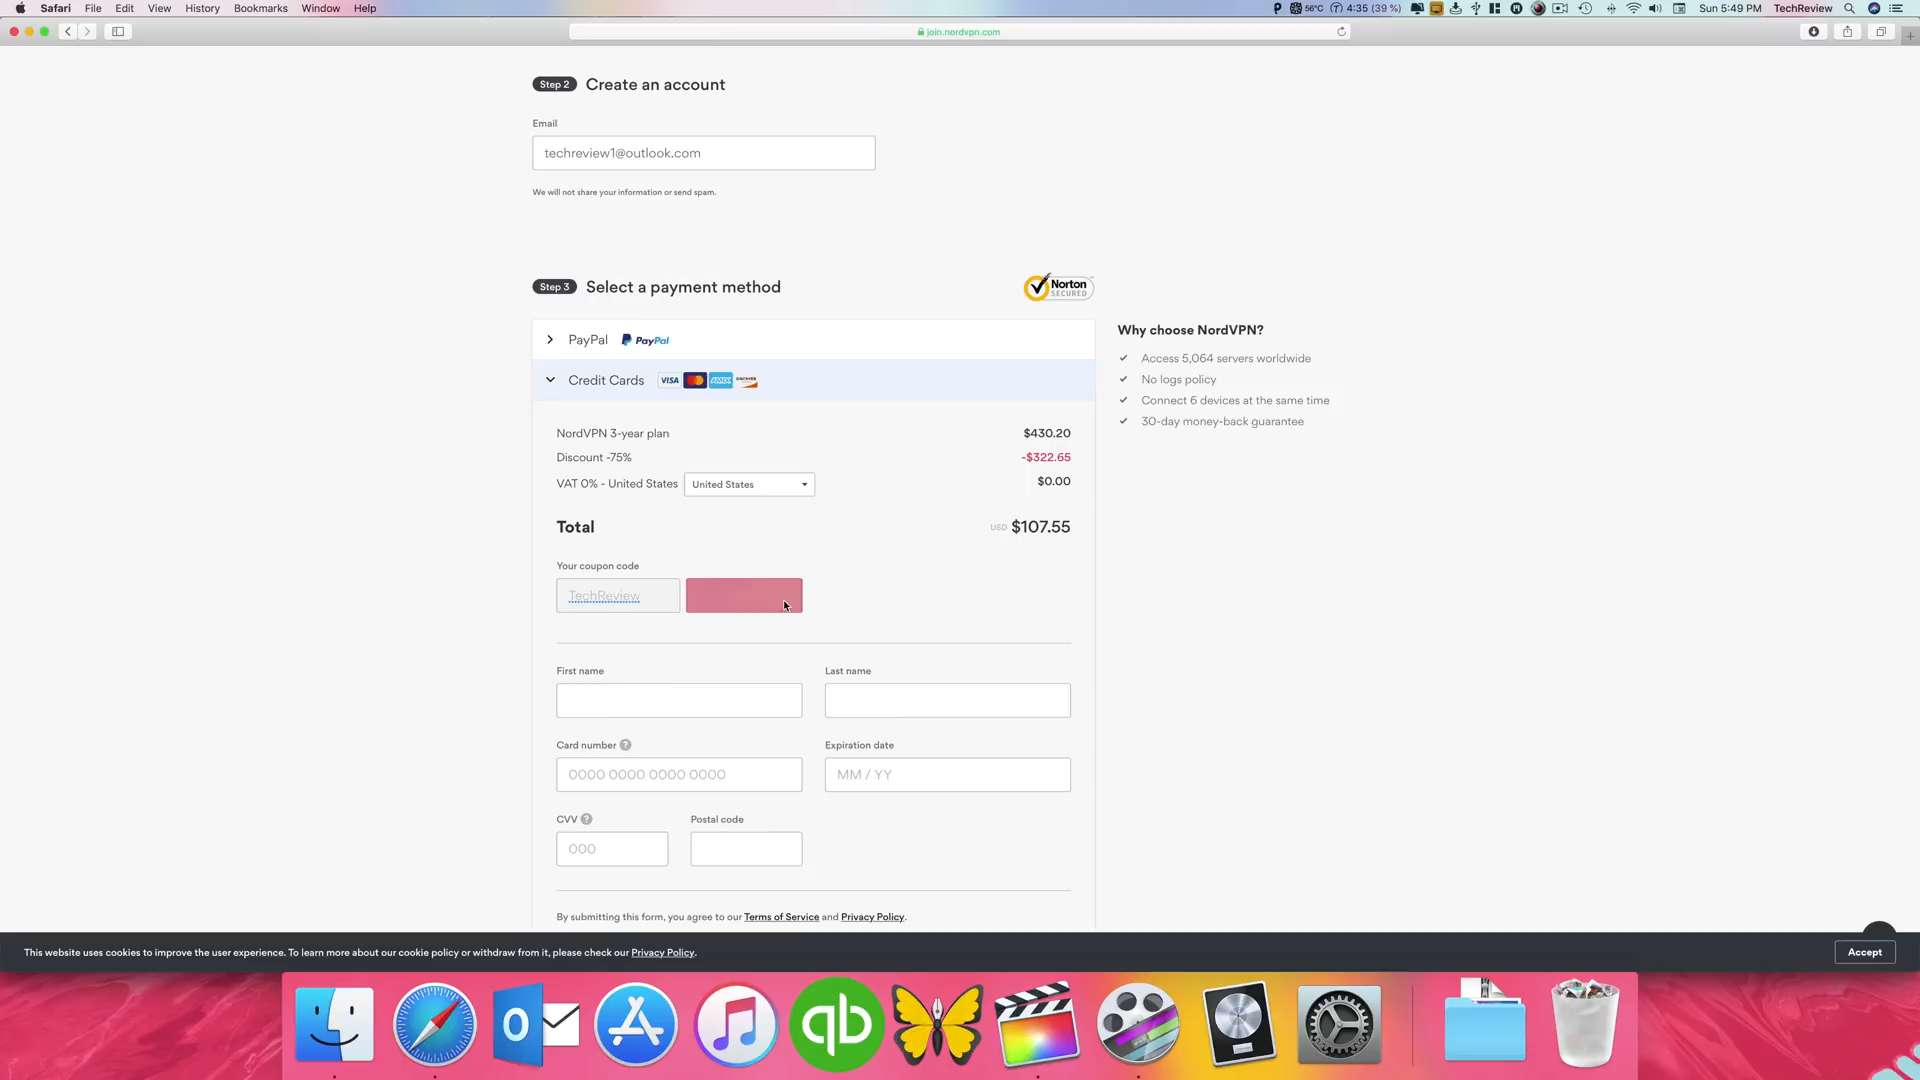 Safari File Edit View History Bookmarks Window Help
56°C 4:35 (39 %) Sun 5:49 PM TechReview
join.nordvpn.com
Step 2 Create an account
Email
techreview1@outlook.com
We will not share your information or send spam.
Step 3 Select a payment method
Norton
SECURED
PayPal PayPal
Credit Cards VISA AMEX DISCOVER
NordVPN 3-year plan $430.20
Discount -75% -$322.65
VAT 0% - United States United States $0.00
Total USD $107.55
Your coupon code
TechReview
First name Last name
Card number ? Expiration date
0000 0000 0000 0000 MM / YY
CVV ? Postal code
000
By submitting this form, you agree to our Terms of Service and Privacy Policy.
Why choose NordVPN?
Access 5,064 servers worldwide
No logs policy
Connect 6 devices at the same time
30-day money-back guarantee
This website uses cookies to improve the user experience. To learn more about our cookie policy or withdraw from it, please check our Privacy Policy.
Accept
O
qb